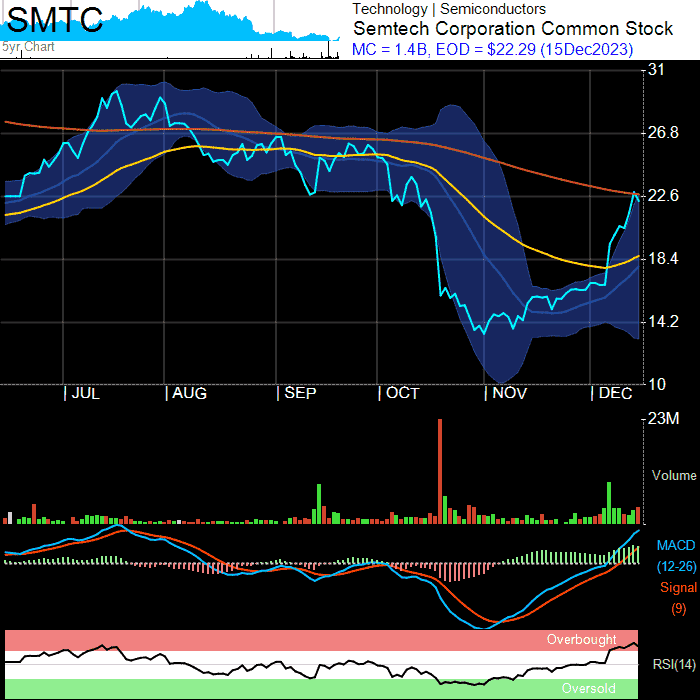 SMTC
5yr Chart
Technology | Semiconductors
Semtech Corporation Common Stock
MC = 1.4B, EOD = $22.29 (15Dec2023)
31
26.8
22.6
18.4
14.2
10
| JUL | AUG | SEP | OCT | NOV | DEC
23M
Volume
MACD
(12-26)
Signal
(9)
Overbought
RSI(14)
Oversold